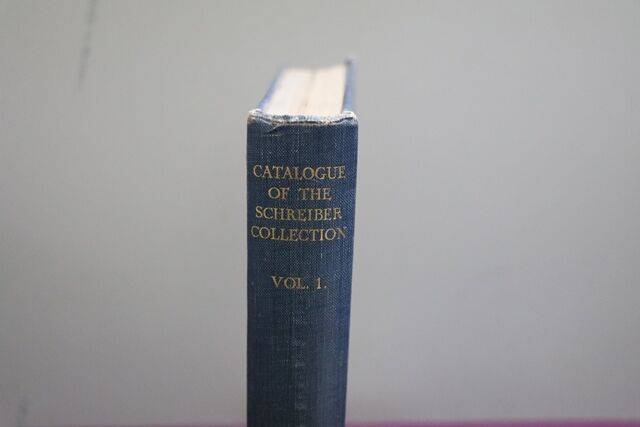 CATALOGUE
OF THE
SCHREIBER
COLLECTION
VOL. 1.